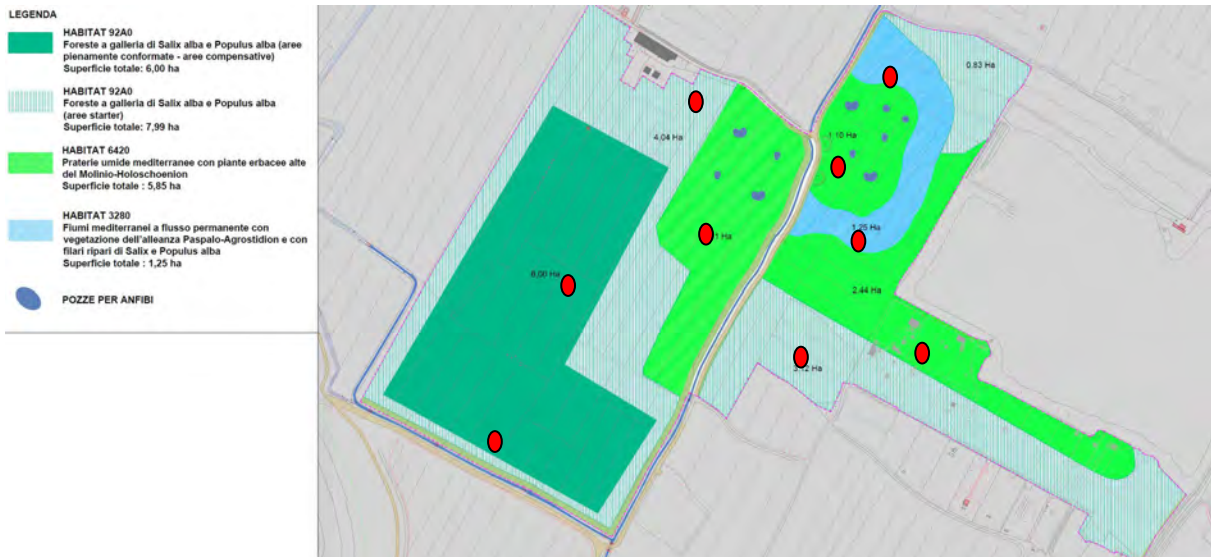 LEGENDA
HABITAT 92A0
Foreste a galleria di Salix alba e Populus alba (aree
pienamente conformate - aree compensative)
Superficie totale: 6,00 ha
HABITAT 92A0
Foreste a galleria di Salix alba e Populus alba
(aree starter)
Superficie totale: 7,99 ha
HABITAT 6420
Praterie umide mediterranee con piante erbacee alte
del Molinio-Holoschoenion
Superficie totale : 5,85 ha
HABITAT 3280
Fiumi mediterranei a flusso permanente con
vegetazione dell'alleanza Paspalo-Agrostidion e con
filari ripari di Salix e Populus alba
Superficie totale : 1,25 ha
POZZE PER ANFIBI
0.83 Ha
4,04 Ha
1,10 Ha
1,25 Ha
1 Ha
6,00 Ha
2.44 Ha
3,12 Ha